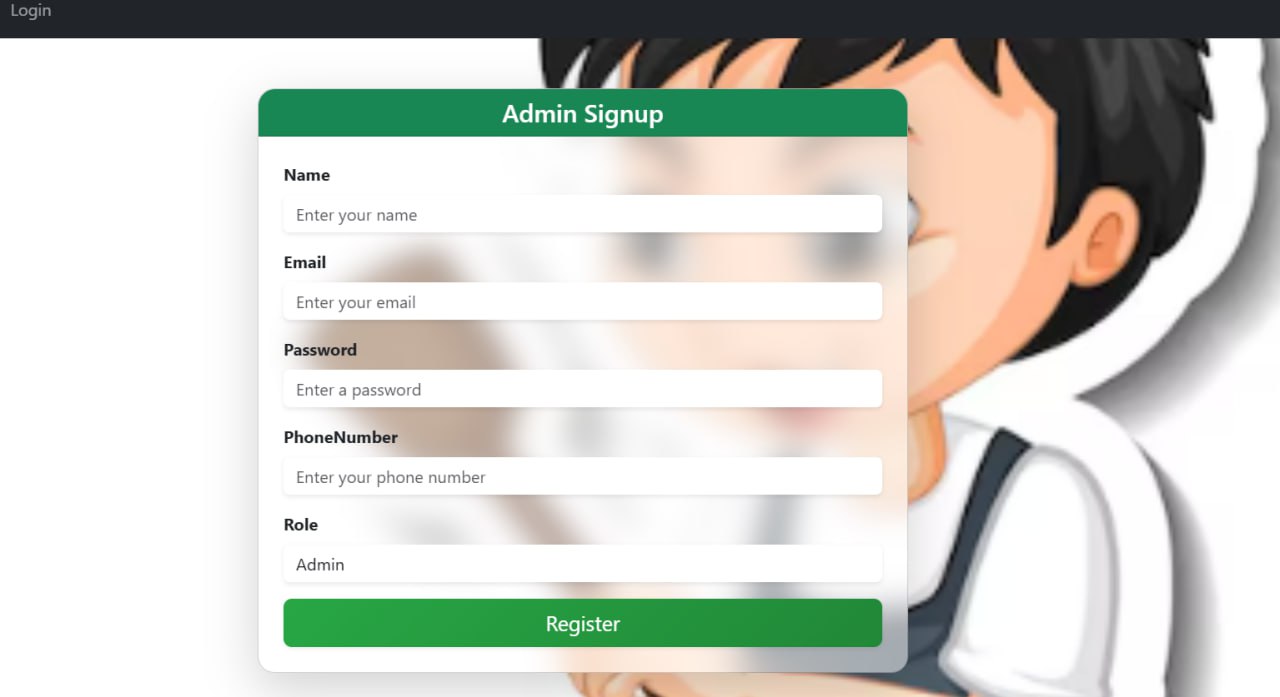 Login
Admin Signup
Name
Enter your name
Email
Enter your email
Password
Enter a password
PhoneNumber
Enter your phone number
Role
Admin
Register